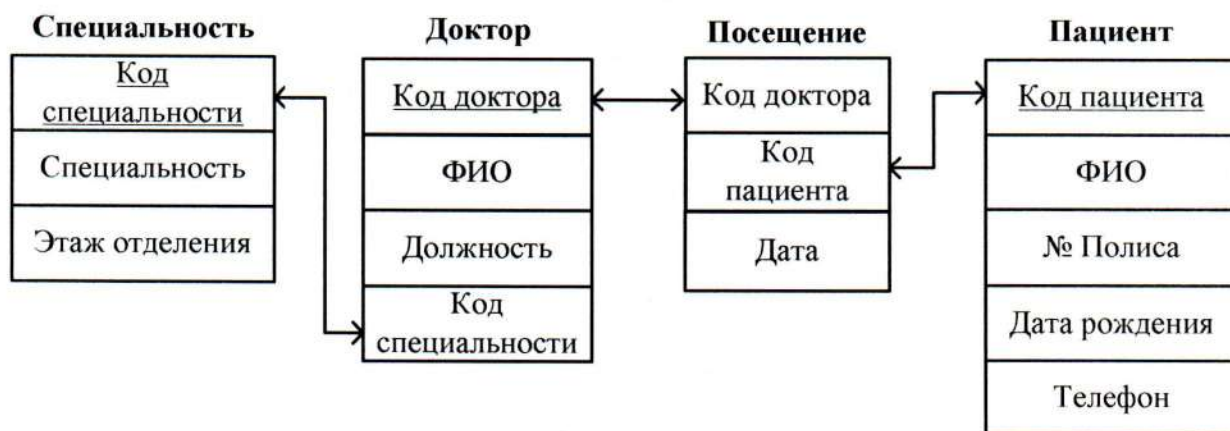 Специальность
Код
специальности
Специальность
Этаж отделения
Доктор
Код доктора
ФИО
Должность
Код
специальности
Посещение
Код доктора
Код
пациента
Дата
Пациент
Код пациента
ФИО
№ Полиса
Дата рождения
Телефон